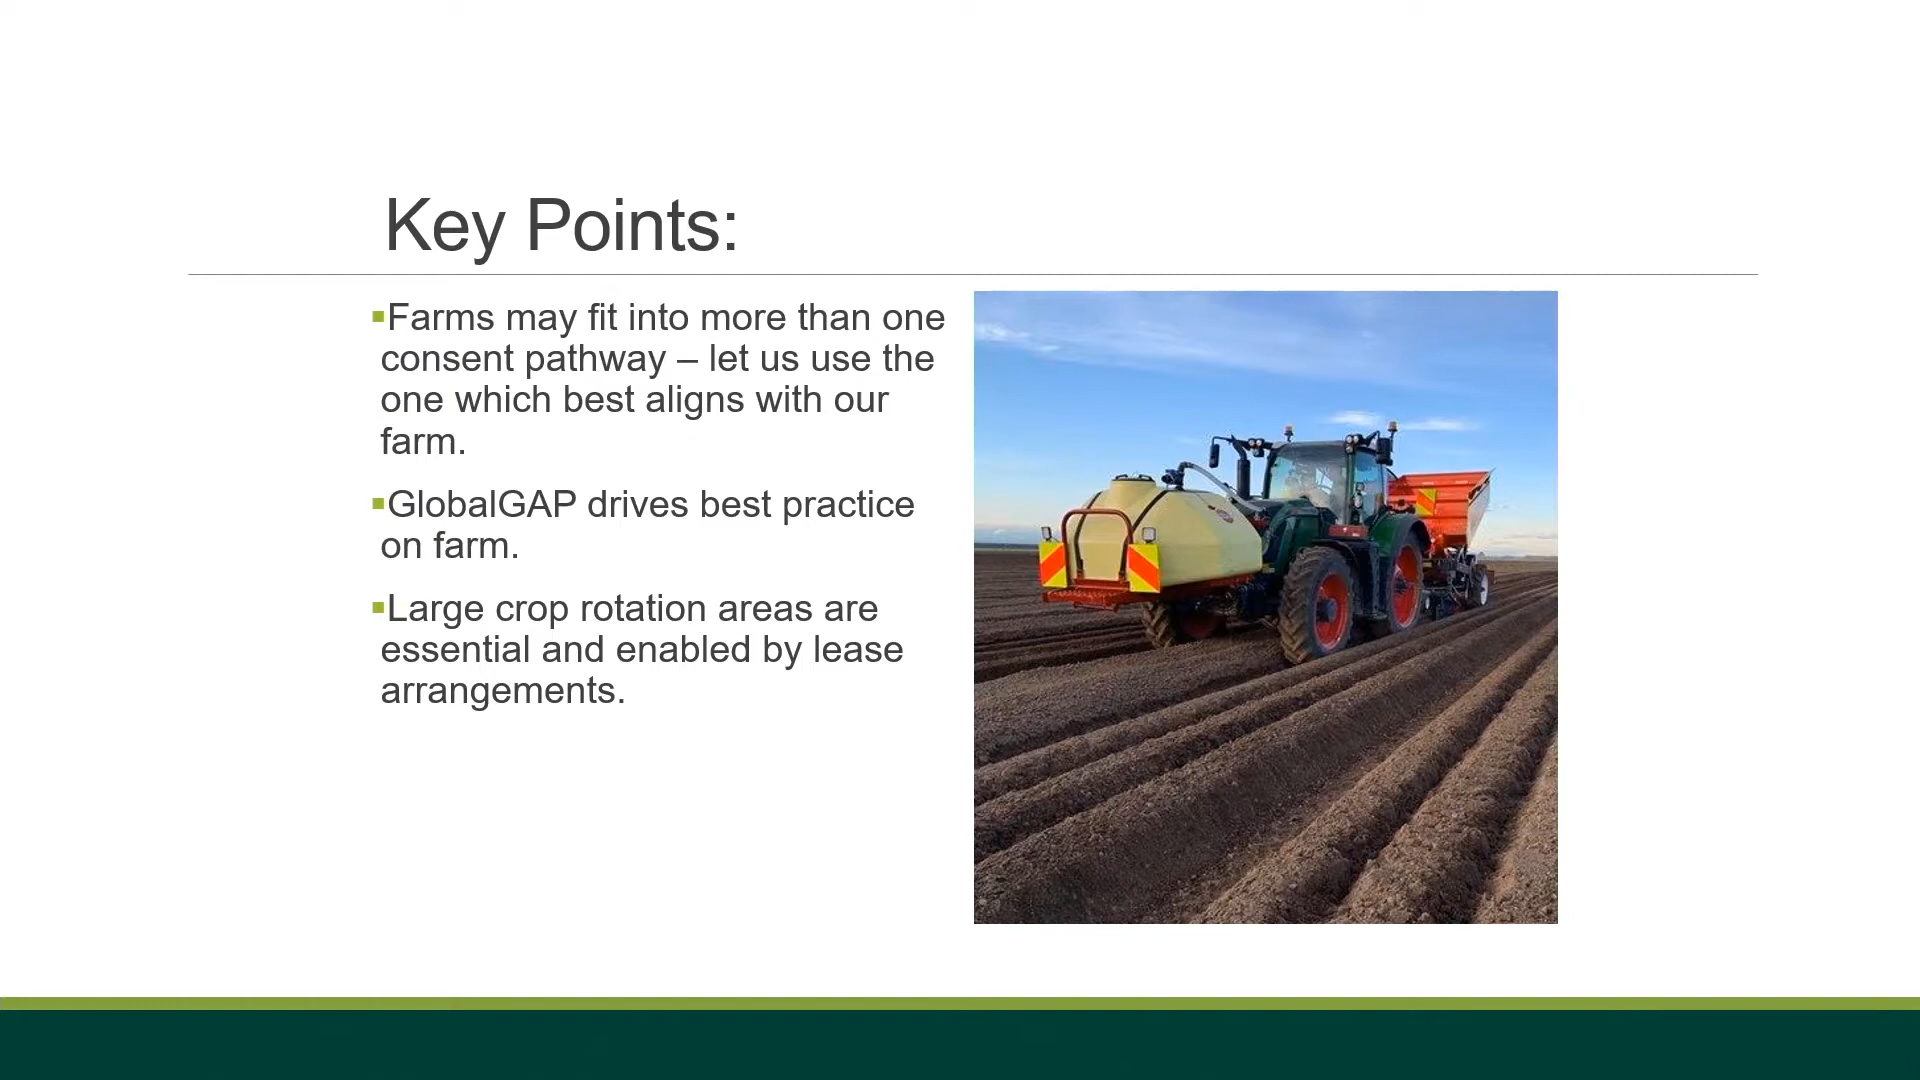 Key Points:
▪Farms may fit into more than one
consent pathway – let us use the
one which best aligns with our
farm.
▪GlobalGAP drives best practice
on farm.
▪Large crop rotation areas are
essential and enabled by lease
arrangements.